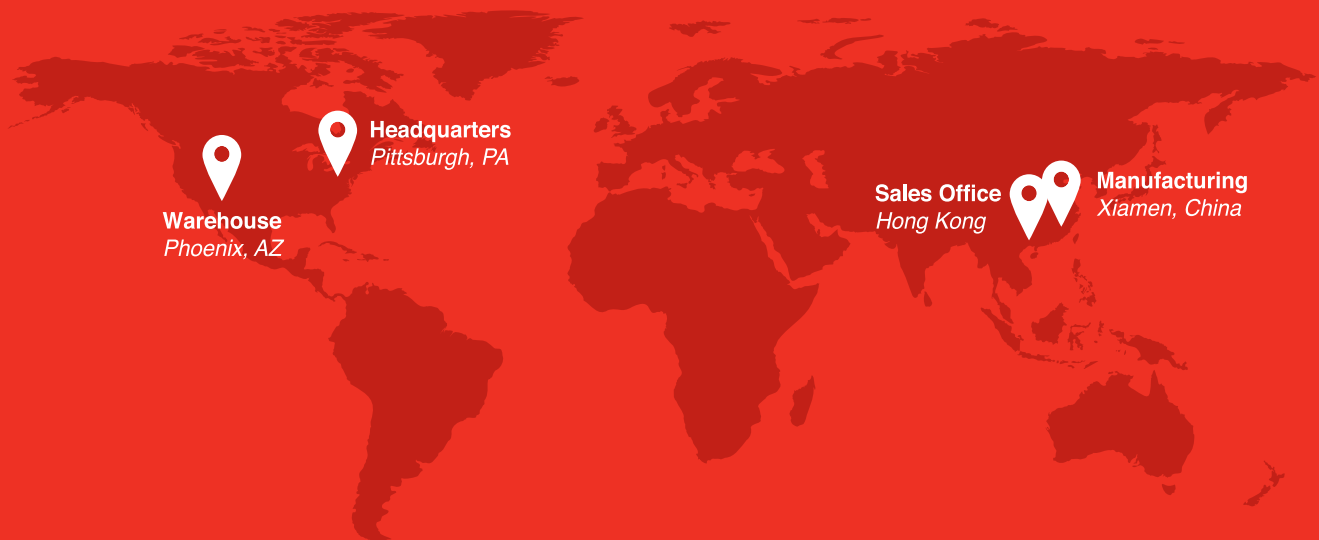 Headquarters
Pittsburgh, PA
Warehouse
Phoenix, AZ
Sales Office
Hong Kong
Manufacturing
Xiamen, China